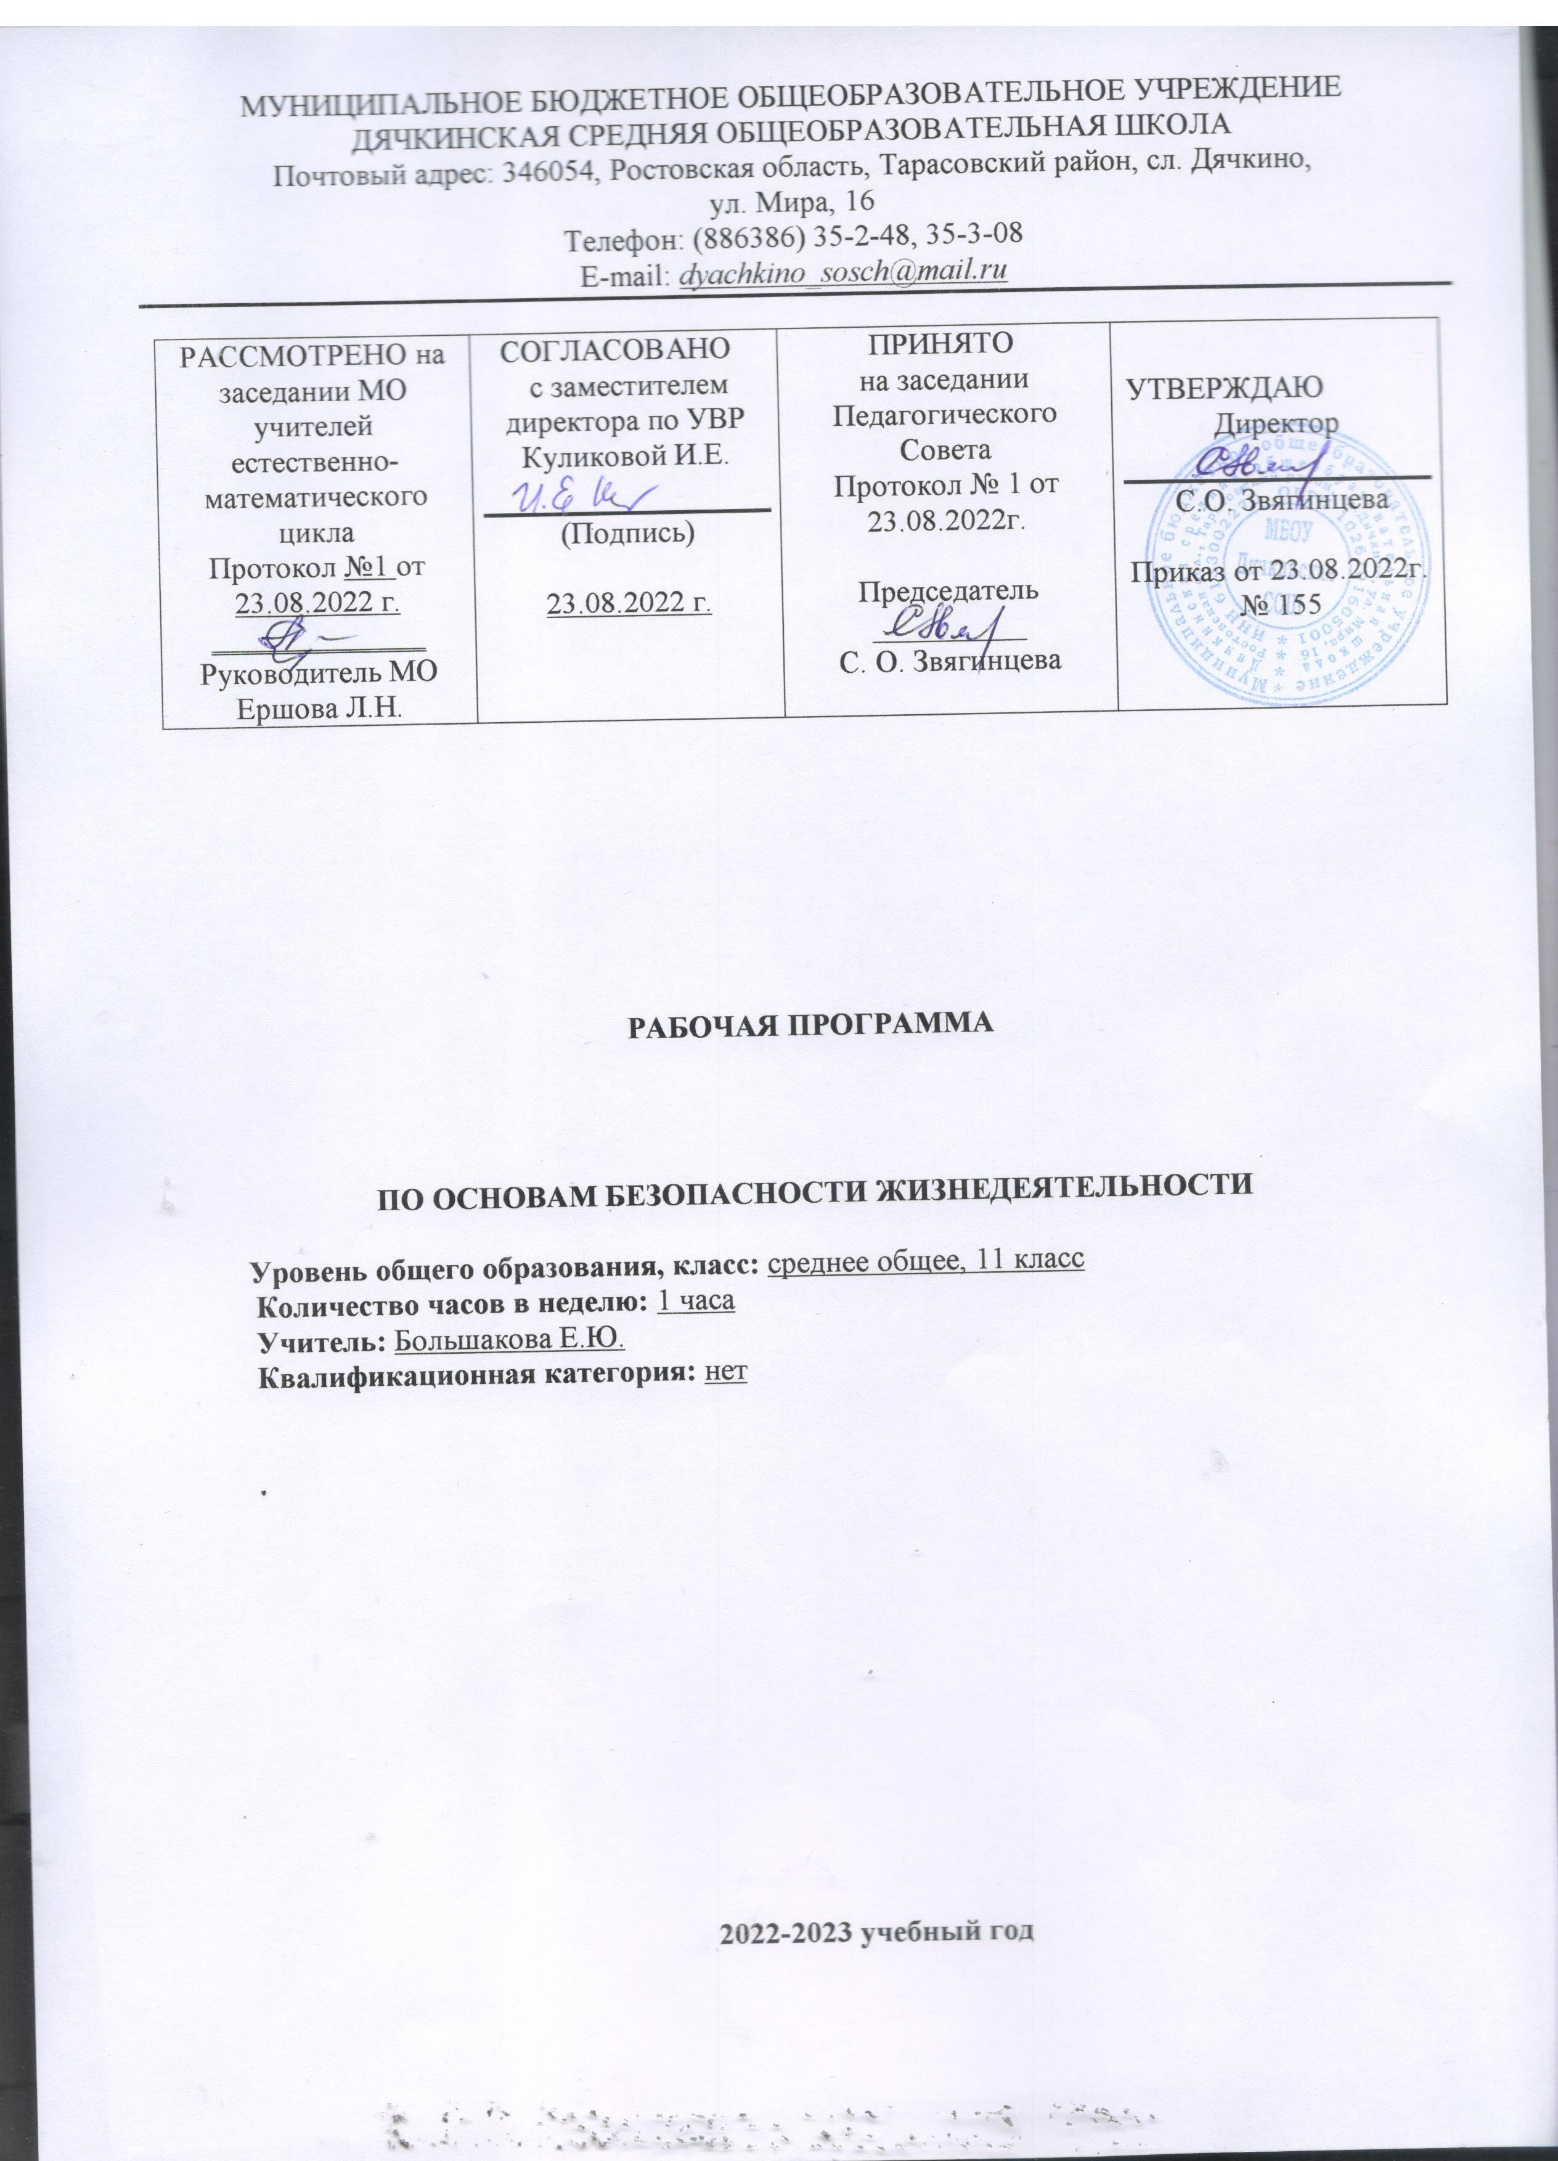 МУНИЦИПАЛЬНОЕ БЮДЖЕТНОЕ ОБЩЕОБРАЗОВАТЕЛЬНОЕ УЧРЕЖДЕНИЕ
ДЯЧКИНСКАЯ СРЕДНЯЯ ОБЩЕОБРАЗОВАТЕЛЬНАЯ ШКОЛА
Почтовый адрес: 346054, Ростовская область, Тарасовский район, сл. Дячкино,
ул. Мира, 16
Телефон: (886386) 35-2-48, 35-3-08
E-mail: dyachkino_sosch@mail.ru
РАССМОТРЕНО на
заседании МО
учителей
естественно-
математического
цикла
Протокол №1 от
23.08.2022 г.
Руководитель МО
Ершова Л.Н.
СОГЛАСОВАНО
с заместителем
директора по УВР
Куликовой И.Е.
(Подпись)
23.08.2022 г.
ПРИНЯТО
на заседании
Педагогического
Совета
Протокол № 1 от
23.08.2022г.
Председатель
С. О. Звягинцева
УТВЕРЖДАЮ
Директор
С.О. Звягинцева
Приказ от 23.08.2022г.
№ 155
МБОУ
РАБОЧАЯ ПРОГРАММА
ПО ОСНОВАМ БЕЗОПАСНОСТИ ЖИЗНЕДЕЯТЕЛЬНОСТИ
Уровень общего образования, класс: среднее общее, 11 класс
Количество часов в неделю: 1 часа
Учитель: Большакова Е.Ю.
Квалификационная категория: нет
2022-2023 учебный год